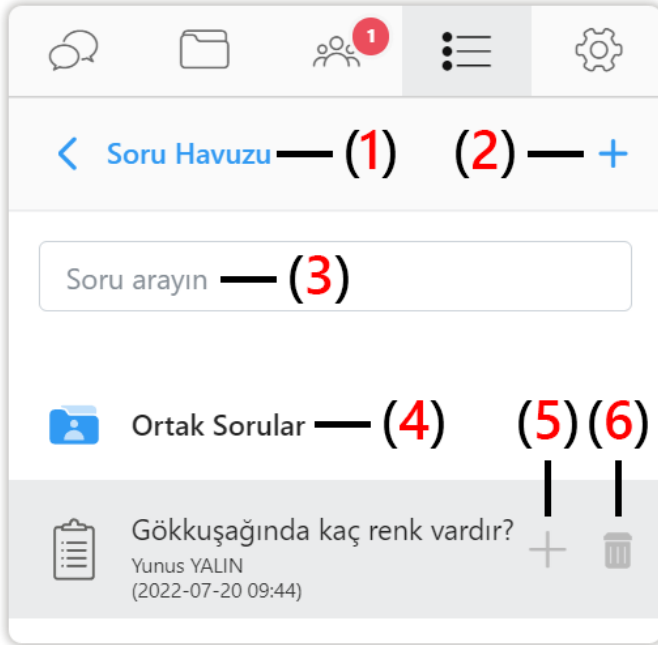 1
Soru Havuzu (1) (2) +
Soru arayın (3)
Ortak Sorular (4) (5) (6)
Gökkuşağında kaç renk vardır?
Yunus YALIN
(2022-07-20 09:44)